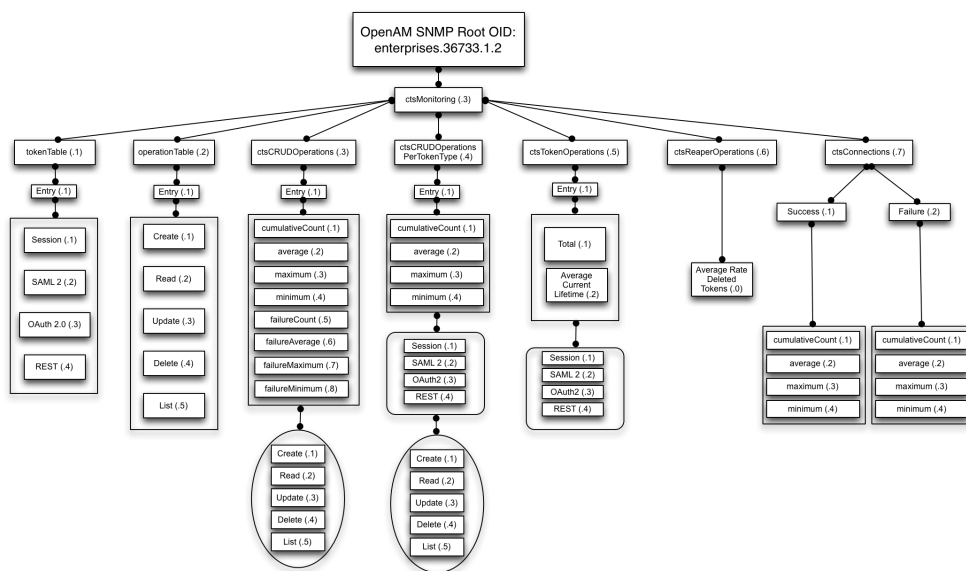 OpenAM SNMP Root OID:
enterprises.36733.1.2
ctsMonitoring (.3)
tokenTable (.1)
operationTable (.2)
ctsCRUDOperations (.3)
ctsCRUDOperations
PerTokenType (.4)
ctsTokenOperations (.5)
ctsReaperOperations (.6)
ctsConnections (.7)
Entry (.1)
Entry (.1)
Entry (.1)
Entry (.1)
Entry (.1)
Session (.1)
SAML 2 (.2)
OAuth 2.0 (.3)
REST (.4)
Create (.1)
Read (.2)
Update (.3)
Delete (.4)
List (.5)
cumulativeCount (.1)
average (.2)
maximum (.3)
minimum (.4)
failureCount (.5)
failureAverage (.6)
failureMaximum (.7)
failureMinimum (.8)
Create (.1)
Read (.2)
Update (.3)
Delete (.4)
List (.5)
cumulativeCount (.1)
average (.2)
maximum (.3)
minimum (.4)
Session (.1)
SAML 2 (.2)
OAuth2 (.3)
REST (.4)
Create (.1)
Read (.2)
Update (.3)
Delete (.4)
List (.5)
Total (.1)
Average
Current
Lifetime (.2)
Session (.1)
SAML 2 (.2)
OAuth2 (.3)
REST (.4)
Average Rate
Deleted
Tokens (.0)
Success (.1)
Failure (.2)
cumulativeCount (.1)
average (.2)
maximum (.3)
minimum (.4)
cumulativeCount (.1)
average (.2)
maximum (.3)
minimum (.4)